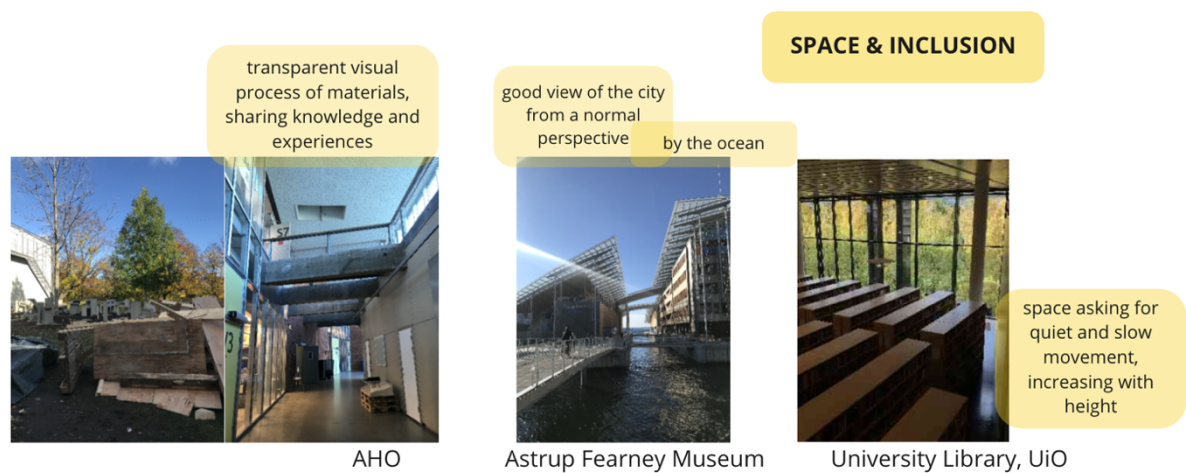 SPACE & INCLUSION
transparent visual
process of materials,
sharing knowledge and
experiences
good view of the city
from a normal
perspective
by the ocean
S7
space asking for
quiet and slow
movement,
increasing with
height
AHO
Astrup Fearney Museum
University Library, UiO